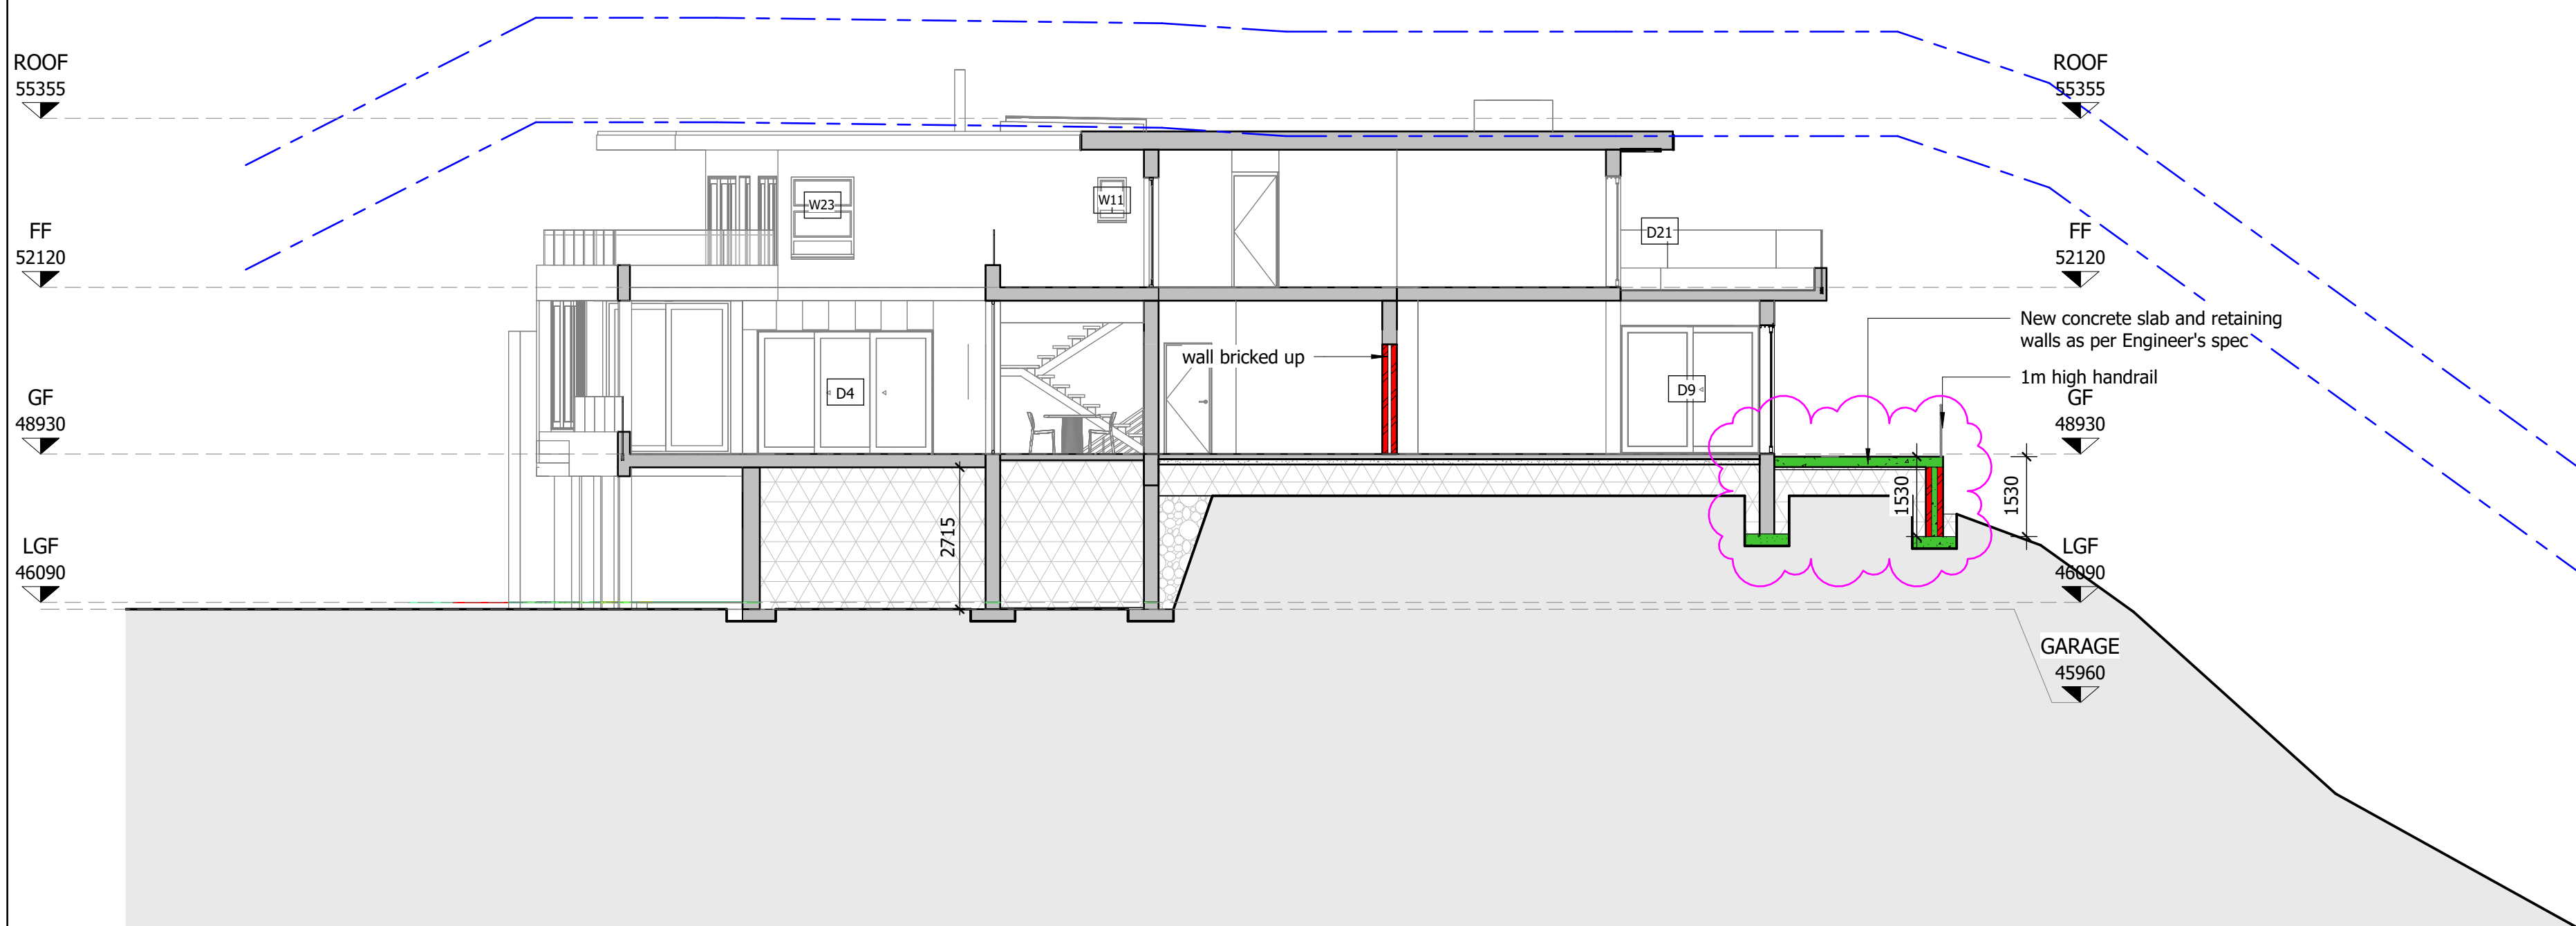 ROOF
55355
ROOF
55355
W23
W11
FF
52120
D21
FF
52120
New concrete slab and retaining
walls as per Engineer's spec
wall bricked up
1m high handrail
D4
D9
GF
48930
GF
48930
1530
1530
2715
LGF
46090
LGF
46090
GARAGE
45960